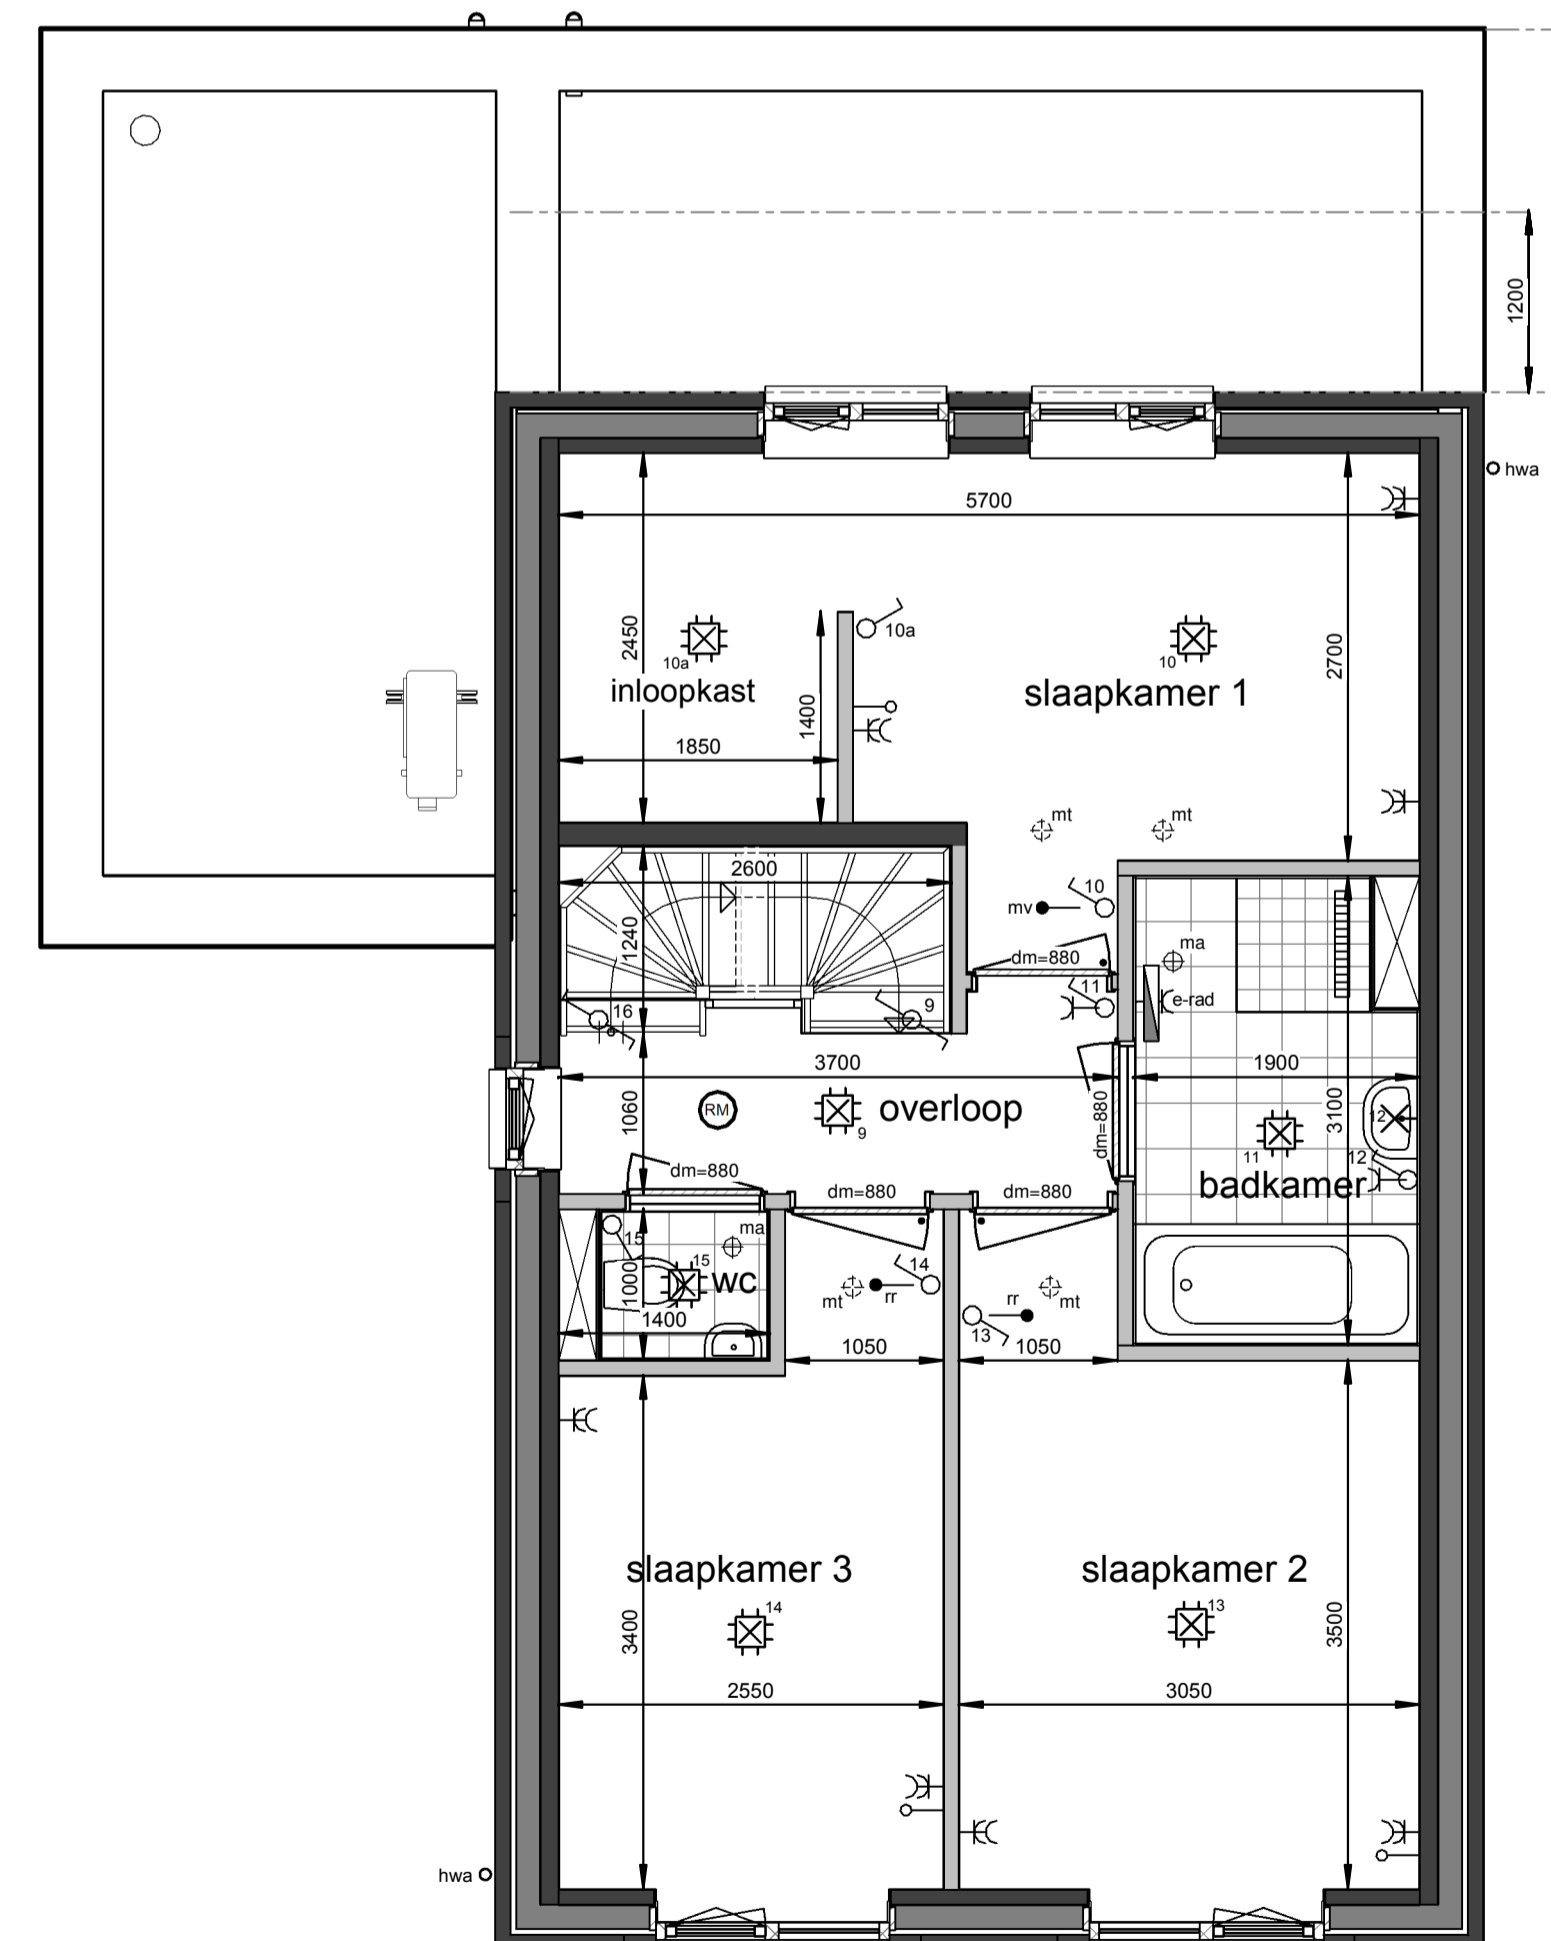 1200
hwa
5700
2450
2700
10a
10a
10
inloopkast
slaapkamer 1
1400
1850
mt
mt
2600
10
mv
1240
ma
dm=880
11
e-rad
16
9
3700
1900
1060
RM
overloop
9
dm=880
3100
12
11
12
badkamer
dm=880
dm=880
dm=880
15
ma
15
wc
1000
14
mt
rr
rr
mt
13
1400
1050
1050
slaapkamer 3
slaapkamer 2
14
13
3400
3500
2550
3050
hwa